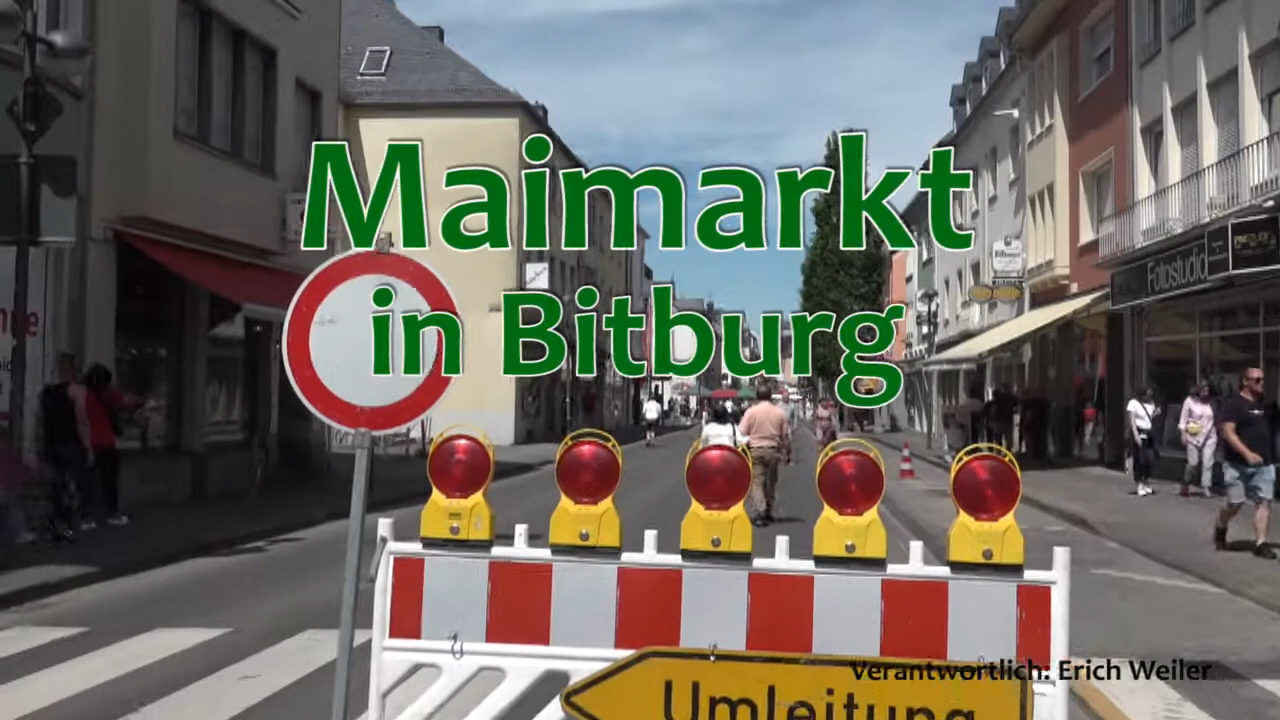 Maimarkt
in Bitburg
Fotostudio
Verantwortlich: Erich Weiler
Umleitung